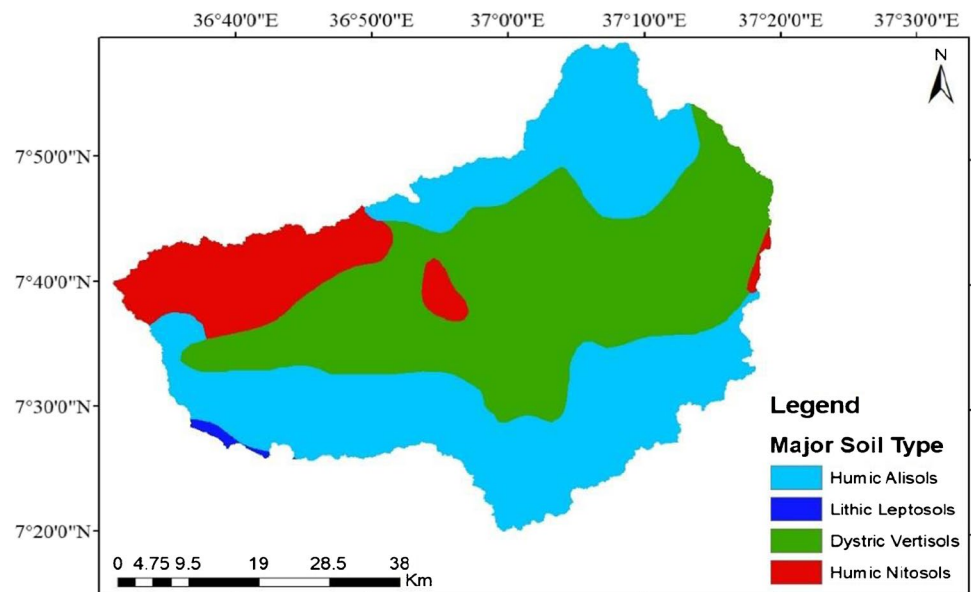 36°40'0"E 36°50'0"E 37°0'0"E 37°10'0"E 37°20'0"E 37°30'0"E
N
7°50'0"N
7°40'0"N
7°30'0"N
7°20'0"N
Legend
Major Soil Type
Humic Alisols
Lithic Leptosols
Dystric Vertisols
Humic Nitosols
0 4.75 9.5 19 28.5 38
Km